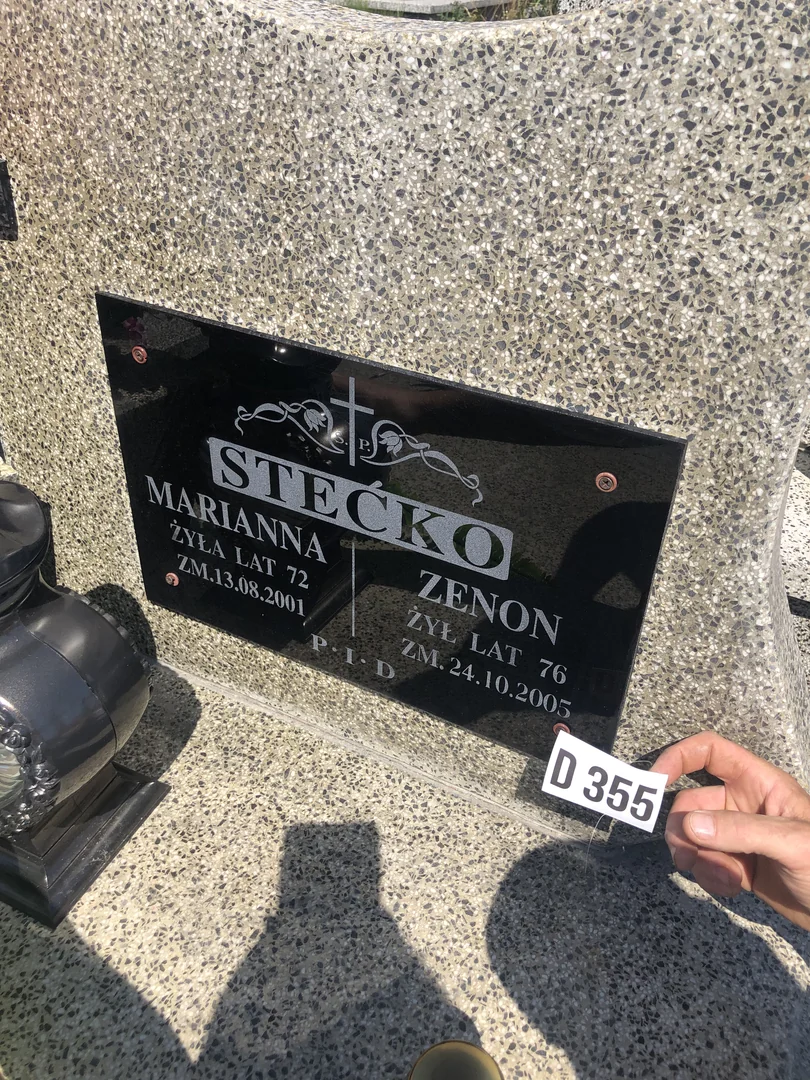 Ś.P.
STEĆKO
MARIANNA
ŻYŁA LAT 72
ZM.13.08.2001
ZENON
ŻYŁ LAT 76
ZM.24.10.2005
P·I·D
D 355